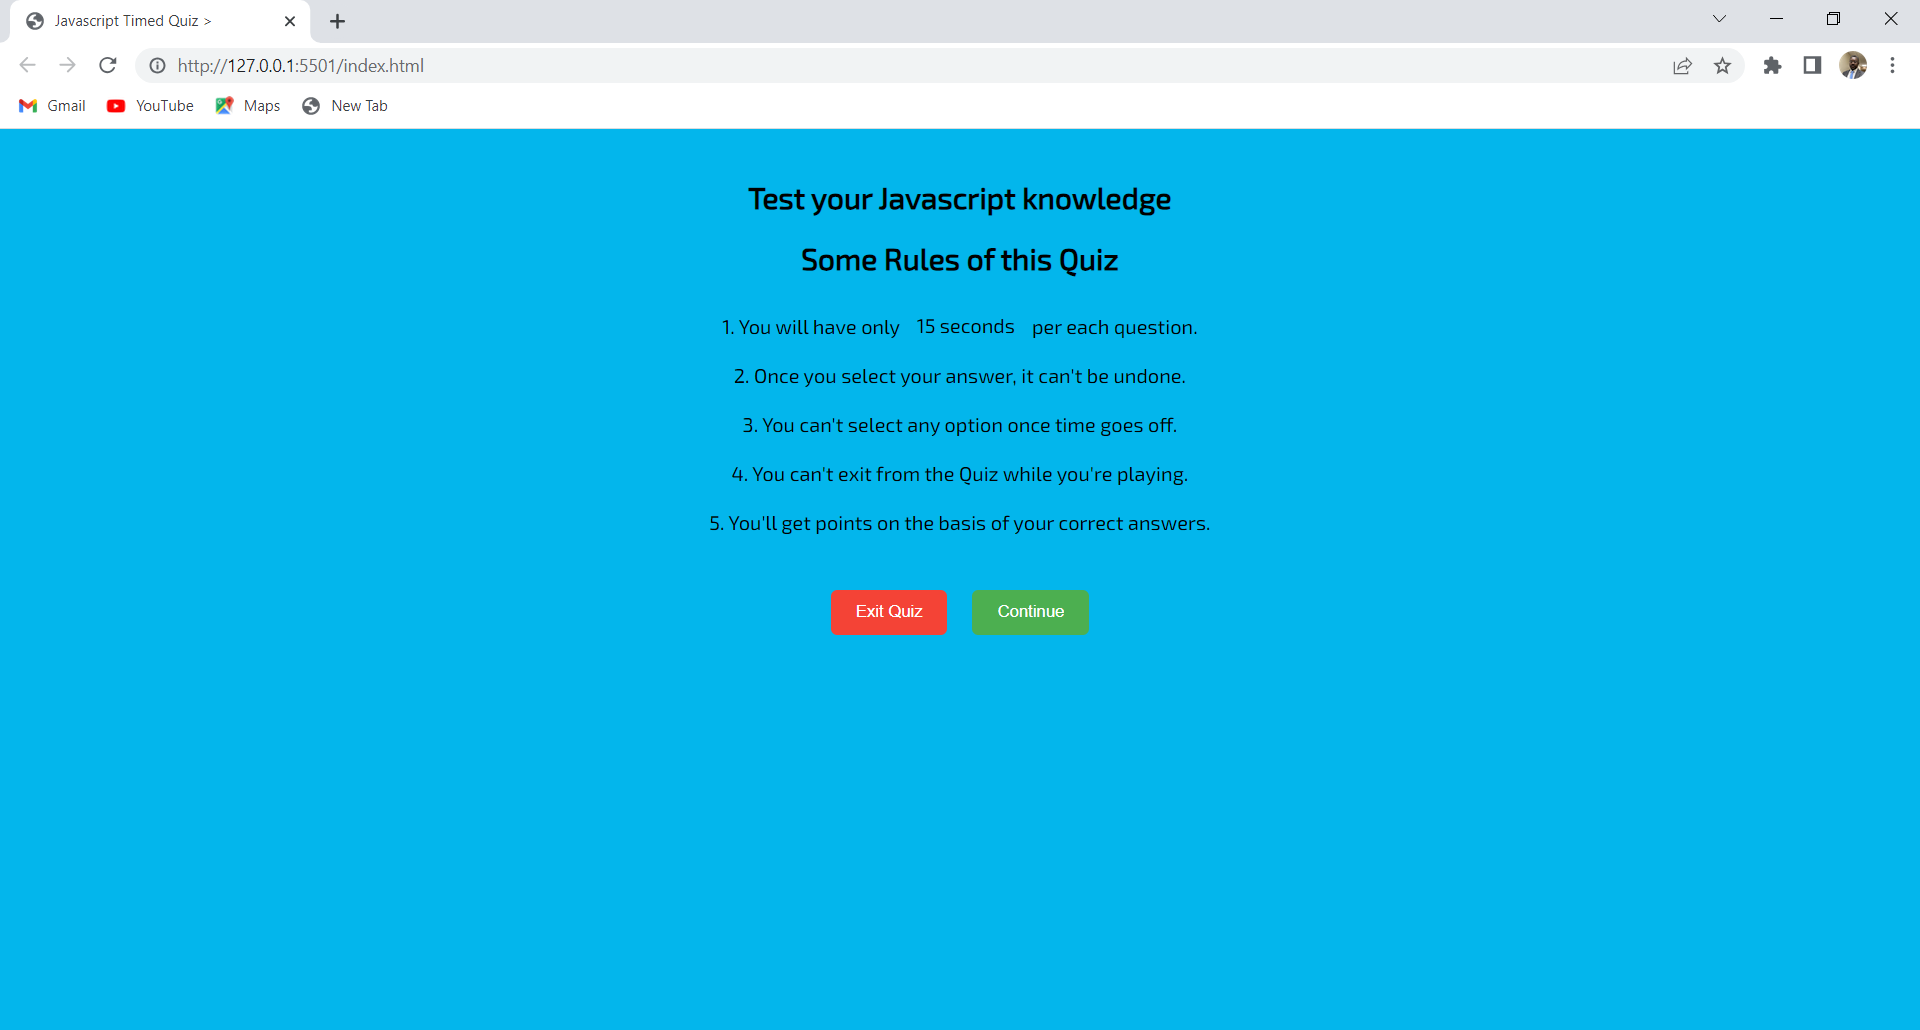 Javascript Timed Quiz >
http://127.0.0.1:5501/index.html
Gmail YouTube Maps New Tab
Test your Javascript knowledge
Some Rules of this Quiz
1. You will have only 15 seconds per each question.
2. Once you select your answer, it can't be undone.
3. You can't select any option once time goes off.
4. You can't exit from the Quiz while you're playing.
5. You'll get points on the basis of your correct answers.
Exit Quiz Continue